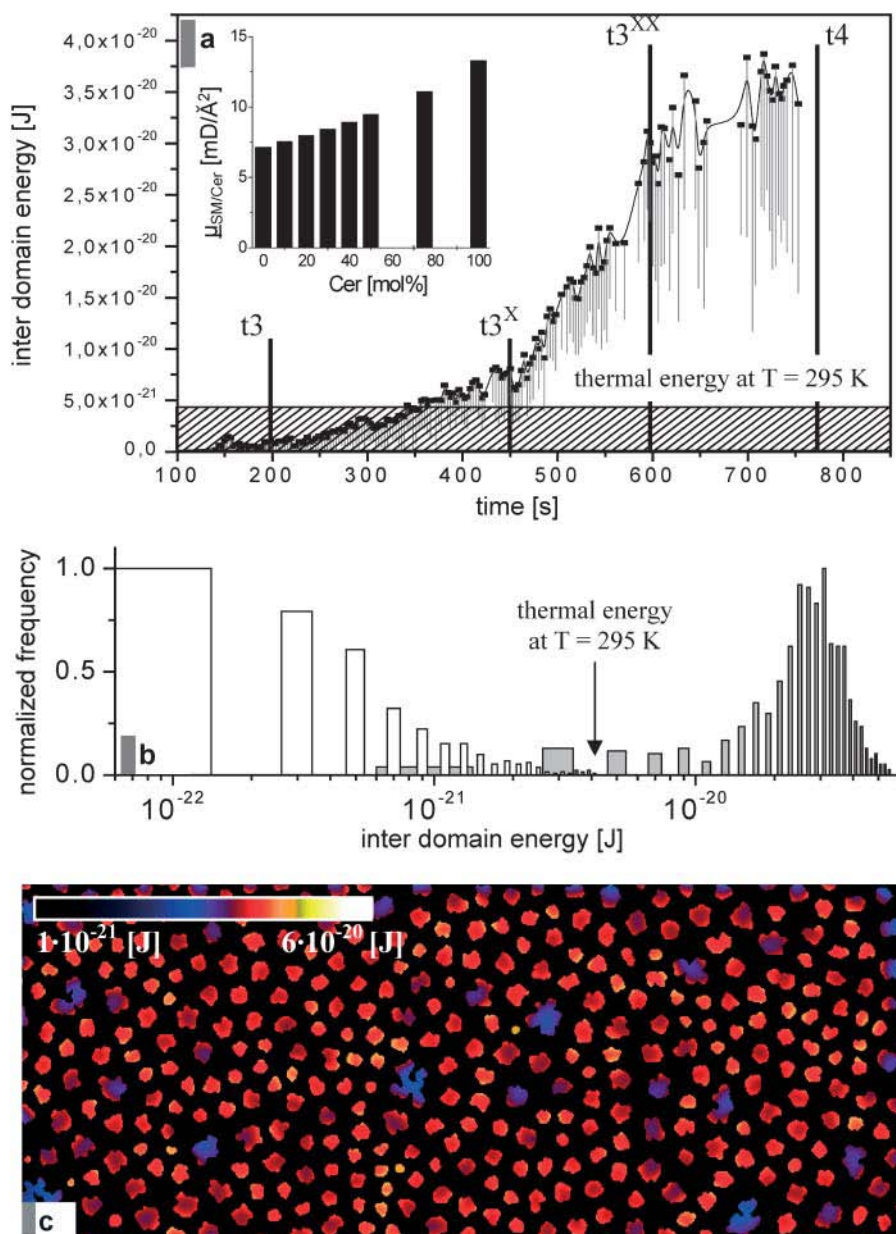 a
t3XX
t4
4,0x10-20
3,5x10-20
3,0x10-20
2,5x10-20
2,0x10-20
1,5x10-20
1,0x10-20
5,0x10-21
0,0
inter domain energy [J]
15
10
5
0
μSM/Cer [mD/Å2]
0 20 40 60 80 100
Cer [mol%]
t3
t3X
thermal energy at T = 295 K
100 200 300 400 500 600 700 800
time [s]
normalized frequency
1.0
0.5
0.0
thermal energy
at T = 295 K
b
10-22 10-21 10-20
inter domain energy [J]
1·10-21 [J] 6·10-20 [J]
c